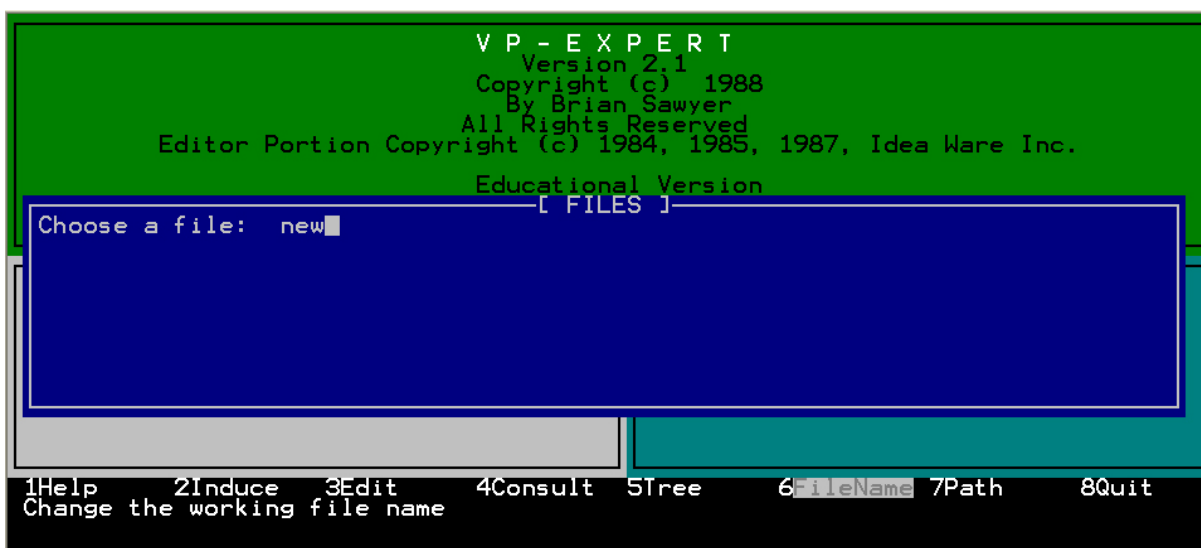 V P - E X P E R T
Version 2.1
Copyright (c) 1988
By Brian Sawyer
All Rights Reserved
Editor Portion Copyright (c) 1984, 1985, 1987, Idea Ware Inc.
Educational Version
[ FILES ]
Choose a file: new
1Help 2Induce 3Edit 4Consult 5Tree 6FileName 7Path 8Quit
Change the working file name